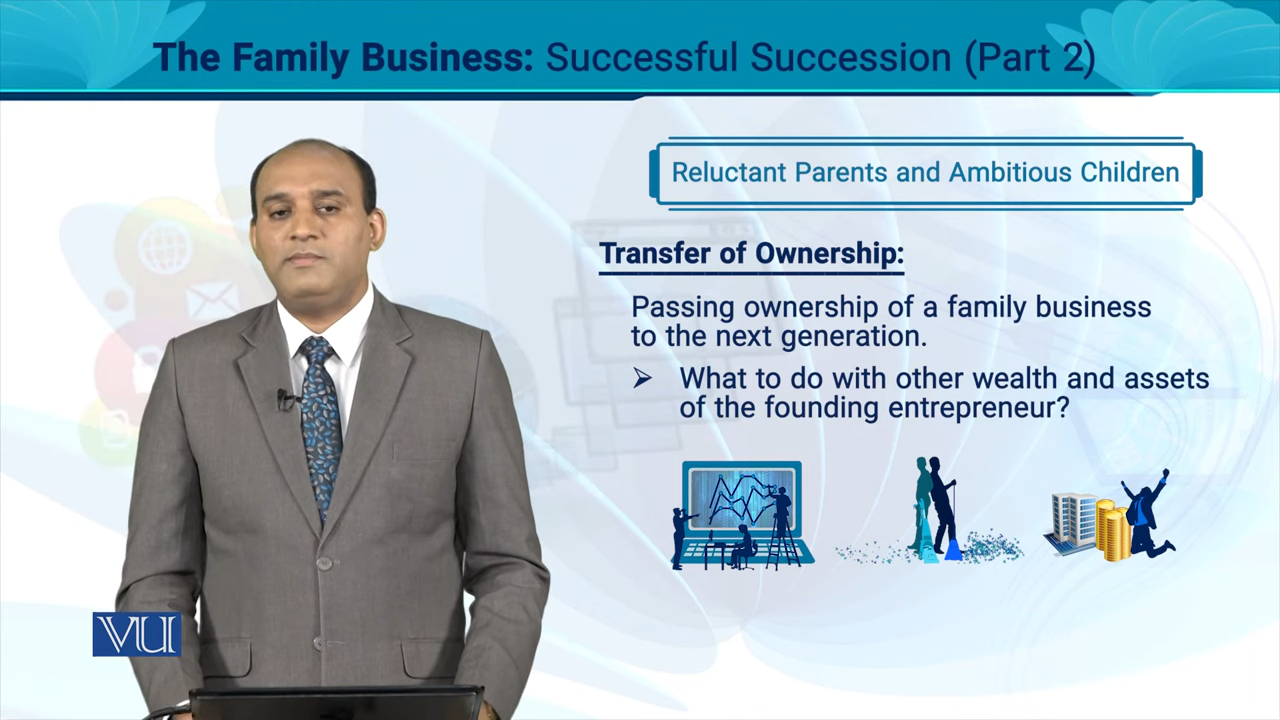 The Family Business: Successful Succession (Part 2)
Reluctant Parents and Ambitious Children
Transfer of Ownership:
Passing ownership of a family business
to the next generation.
➢ What to do with other wealth and assets
of the founding entrepreneur?
VU